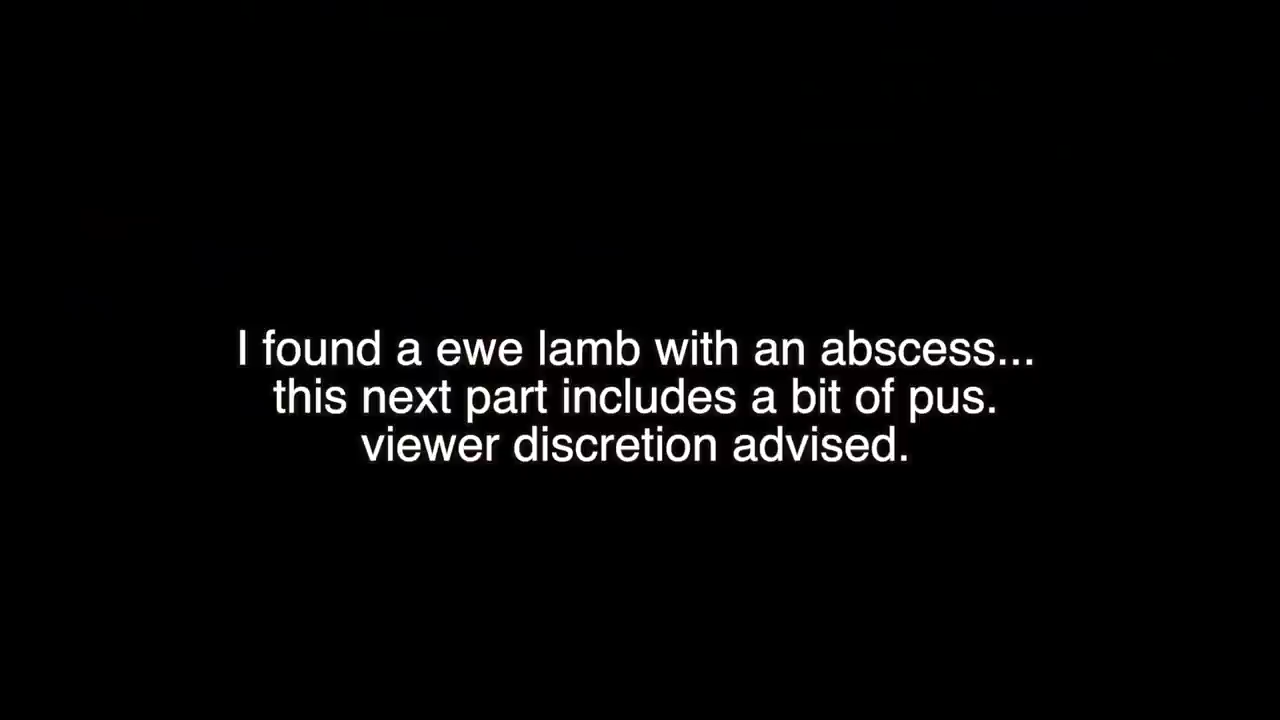 I found a ewe lamb with an abscess...
this next part includes a bit of pus.
viewer discretion advised.